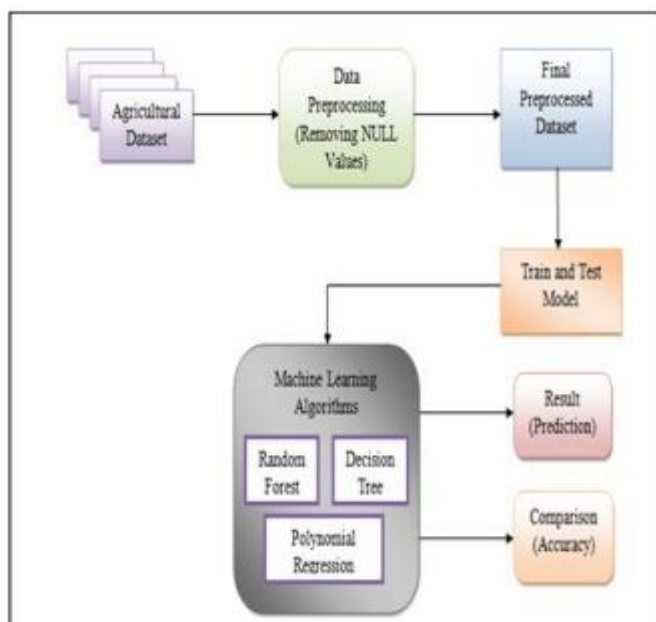 Agricultural
Dataset
Data
Preprocessing
(Removing NULL
Values)
Final
Preprocessed
Dataset
Train and Test
Model
Machine Learning
Algorithms
Random
Forest
Decision
Tree
Polynomial
Regression
Result
(Prediction)
Comparison
(Accuracy)